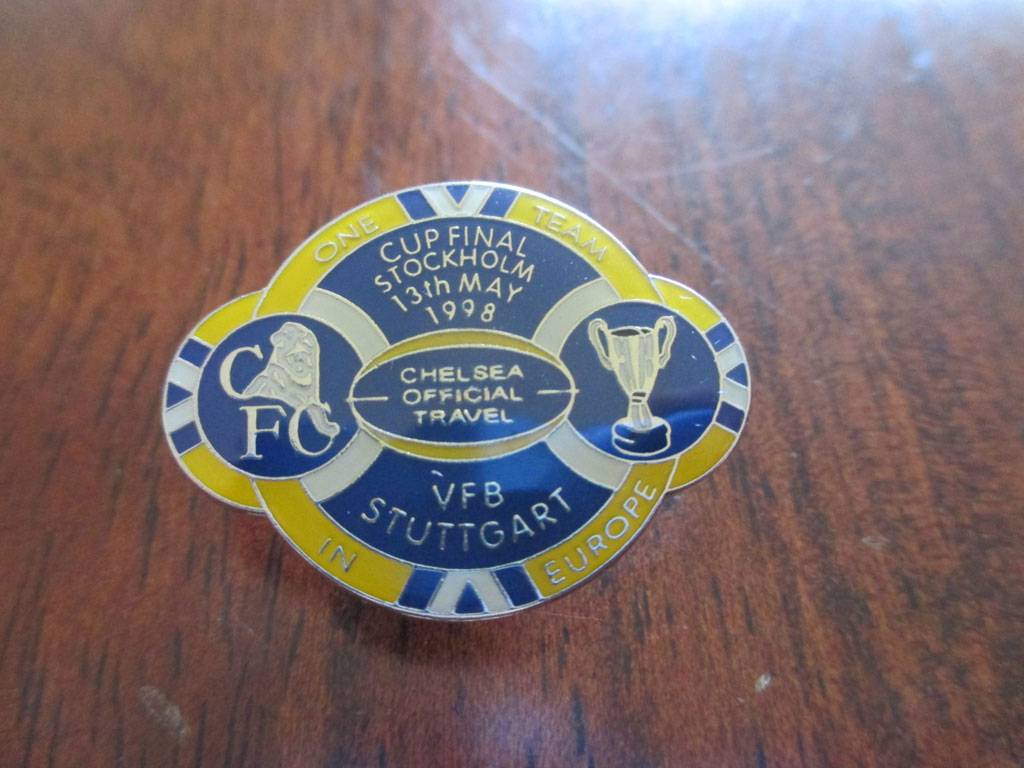 ONE TEAM
CUP FINAL
STOCKHOLM
13th MAY
1998
CFC
CHELSEA
OFFICIAL
TRAVEL
VFB
STUTTGART
IN EUROPE